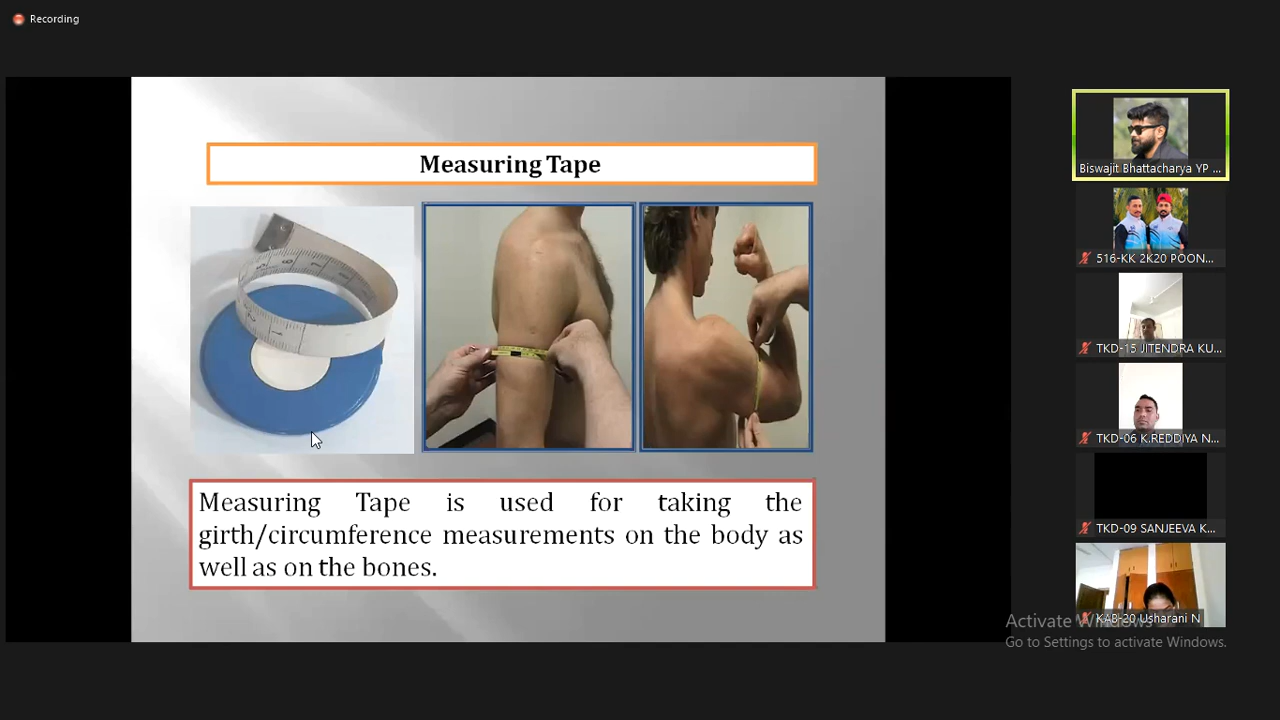 Recording
Measuring Tape
Measuring Tape is used for taking the
girth/circumference measurements on the body as
well as on the bones.
Biswajit Bhattacharya YP ...
516-KK 2K20 POON...
TKD-15 JITENDRA KU...
TKD-06 K.REDDIYA N...
TKD-09 SANJEEVA K...
KAB-20 Usharani N
Activate Windows
Go to Settings to activate Windows.